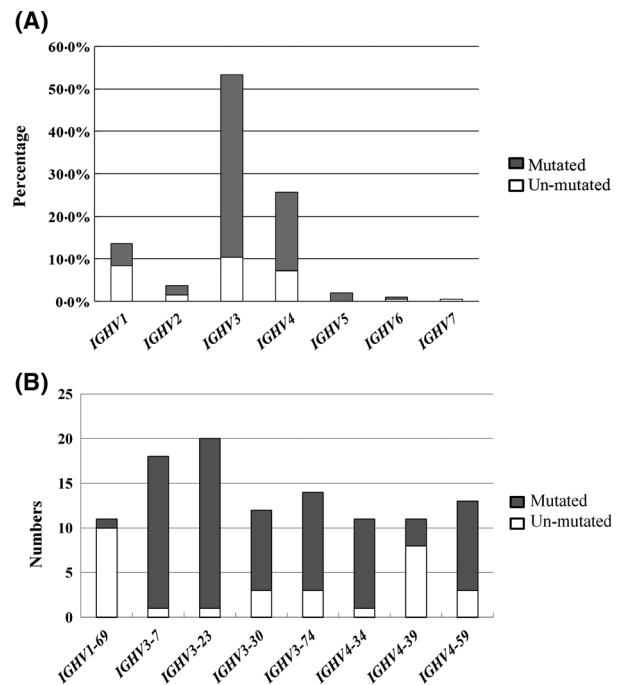 (A)
60·0%
50·0%
40·0%
30·0%
20·0%
10·0%
0·0%
Percentage
IGHV1 IGHV2 IGHV3 IGHV4 IGHV5 IGHV6 IGHV7
Mutated
Un-mutated
(B)
25
20
15
10
5
0
Numbers
IGHV1-69 IGHV3-7 IGHV3-23 IGHV3-30 IGHV3-74 IGHV4-34 IGHV4-39 IGHV4-59
Mutated
Un-mutated